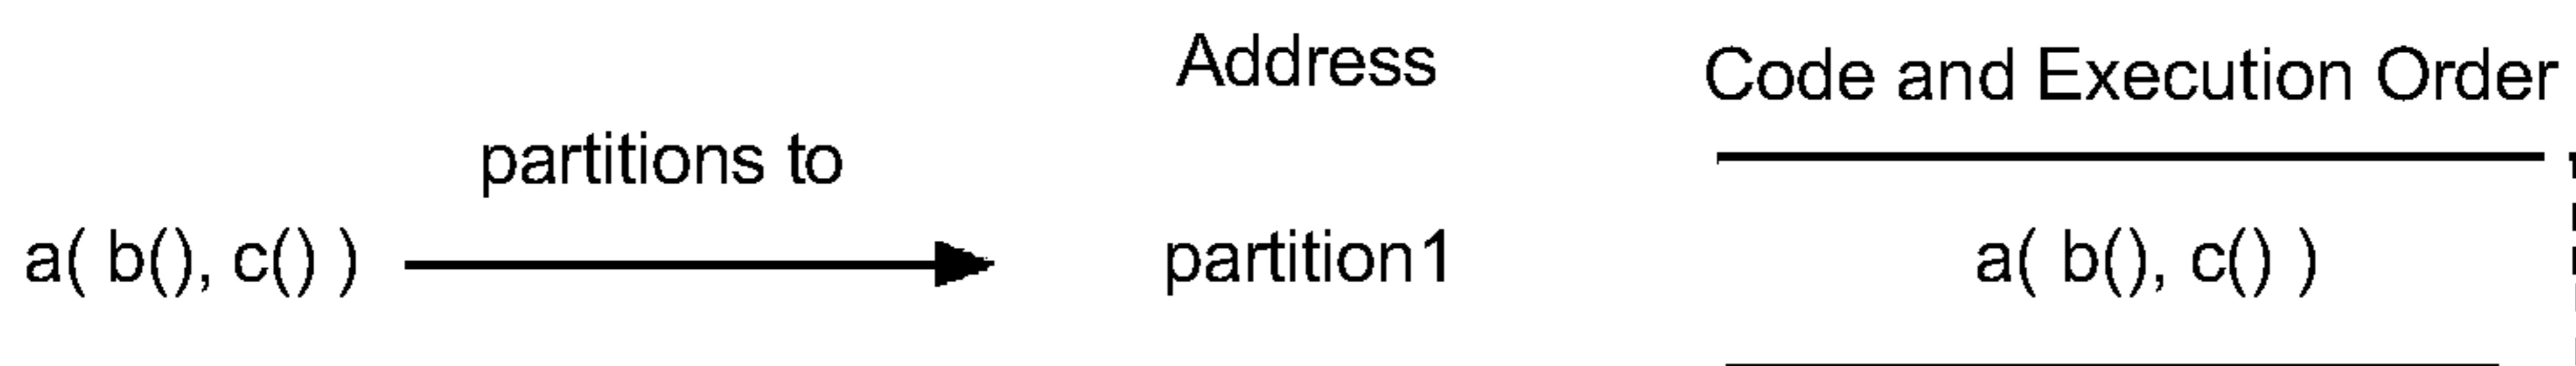 Address
Code and Execution Order
partitions to
a( b(), c() )
partition1
a( b(), c() )